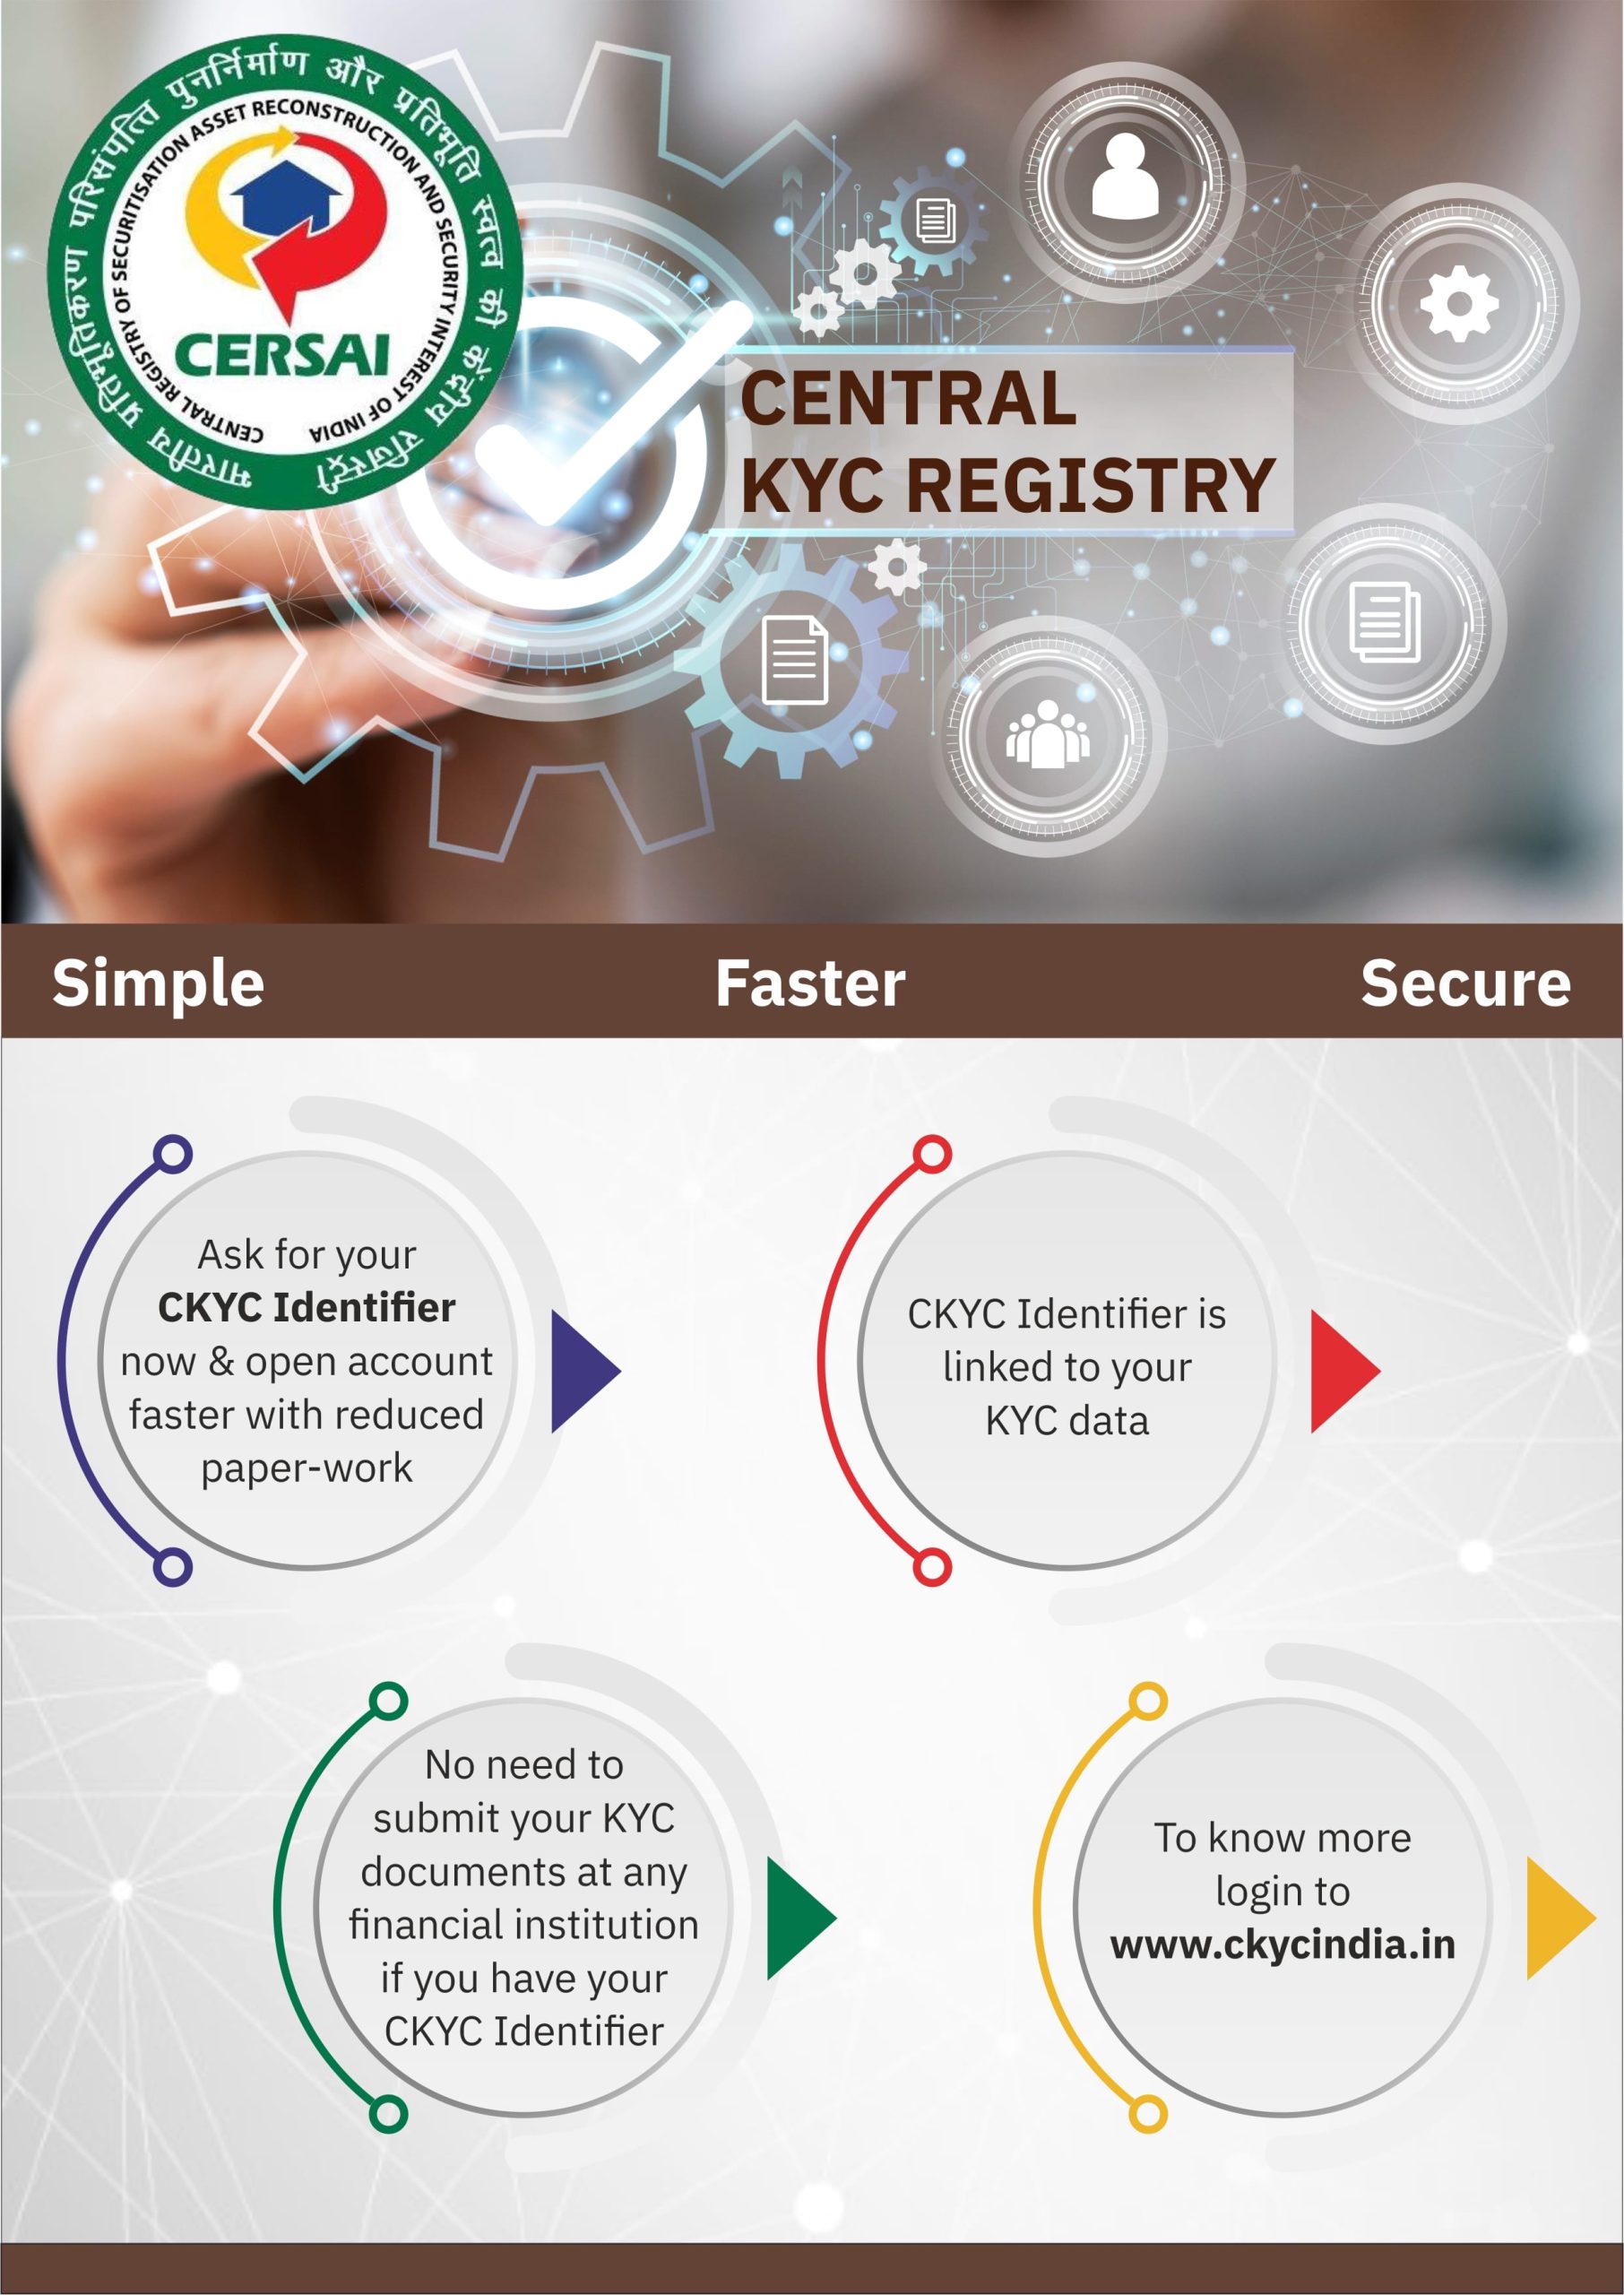 भारतीय प्रतिभूतिकरण परिसंपत्ति पुनर्निर्माण और प्रतिभूति स्वत्व की केंद्रीय रजिस्ट्री
CENTRAL REGISTRY OF SECURITISATION ASSET RECONSTRUCTION AND SECURITY INTEREST OF INDIA
CERSAI
CENTRAL
KYC REGISTRY
Simple Faster Secure
Ask for your
CKYC Identifier
now & open account
faster with reduced
paper-work
CKYC Identifier is
linked to your
KYC data
No need to
submit your KYC
documents at any
financial institution
if you have your
CKYC Identifier
To know more
login to
www.ckycindia.in